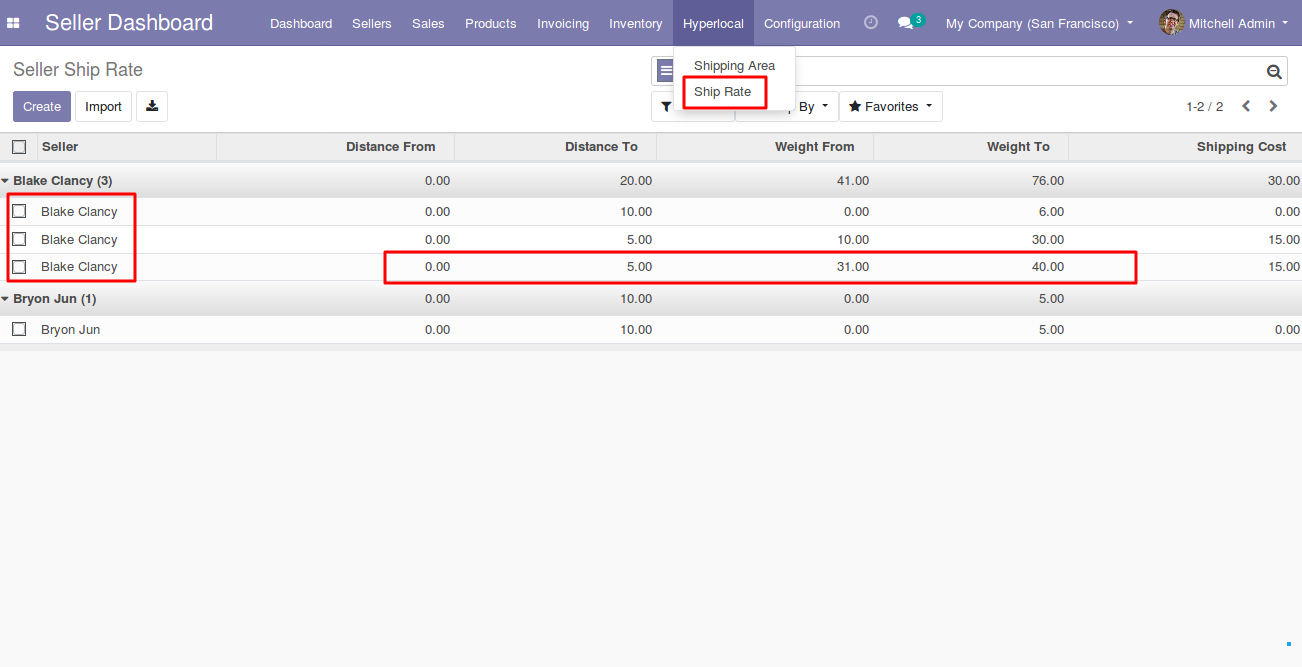 Seller Dashboard Dashboard Sellers Sales Products Invoicing Inventory Hyperlocal Configuration 3 My Company (San Francisco) Mitchell Admin
Seller Ship Rate
Shipping Area
Ship Rate
Create Import By Favorites 1-2 / 2
Seller Distance From Distance To Weight From Weight To Shipping Cost
Blake Clancy (3) 0.00 20.00 41.00 76.00 30.00
Blake Clancy 0.00 10.00 0.00 6.00 0.00
Blake Clancy 0.00 5.00 10.00 30.00 15.00
Blake Clancy 0.00 5.00 31.00 40.00 15.00
Bryon Jun (1) 0.00 10.00 0.00 5.00
Bryon Jun 0.00 10.00 0.00 5.00 0.00